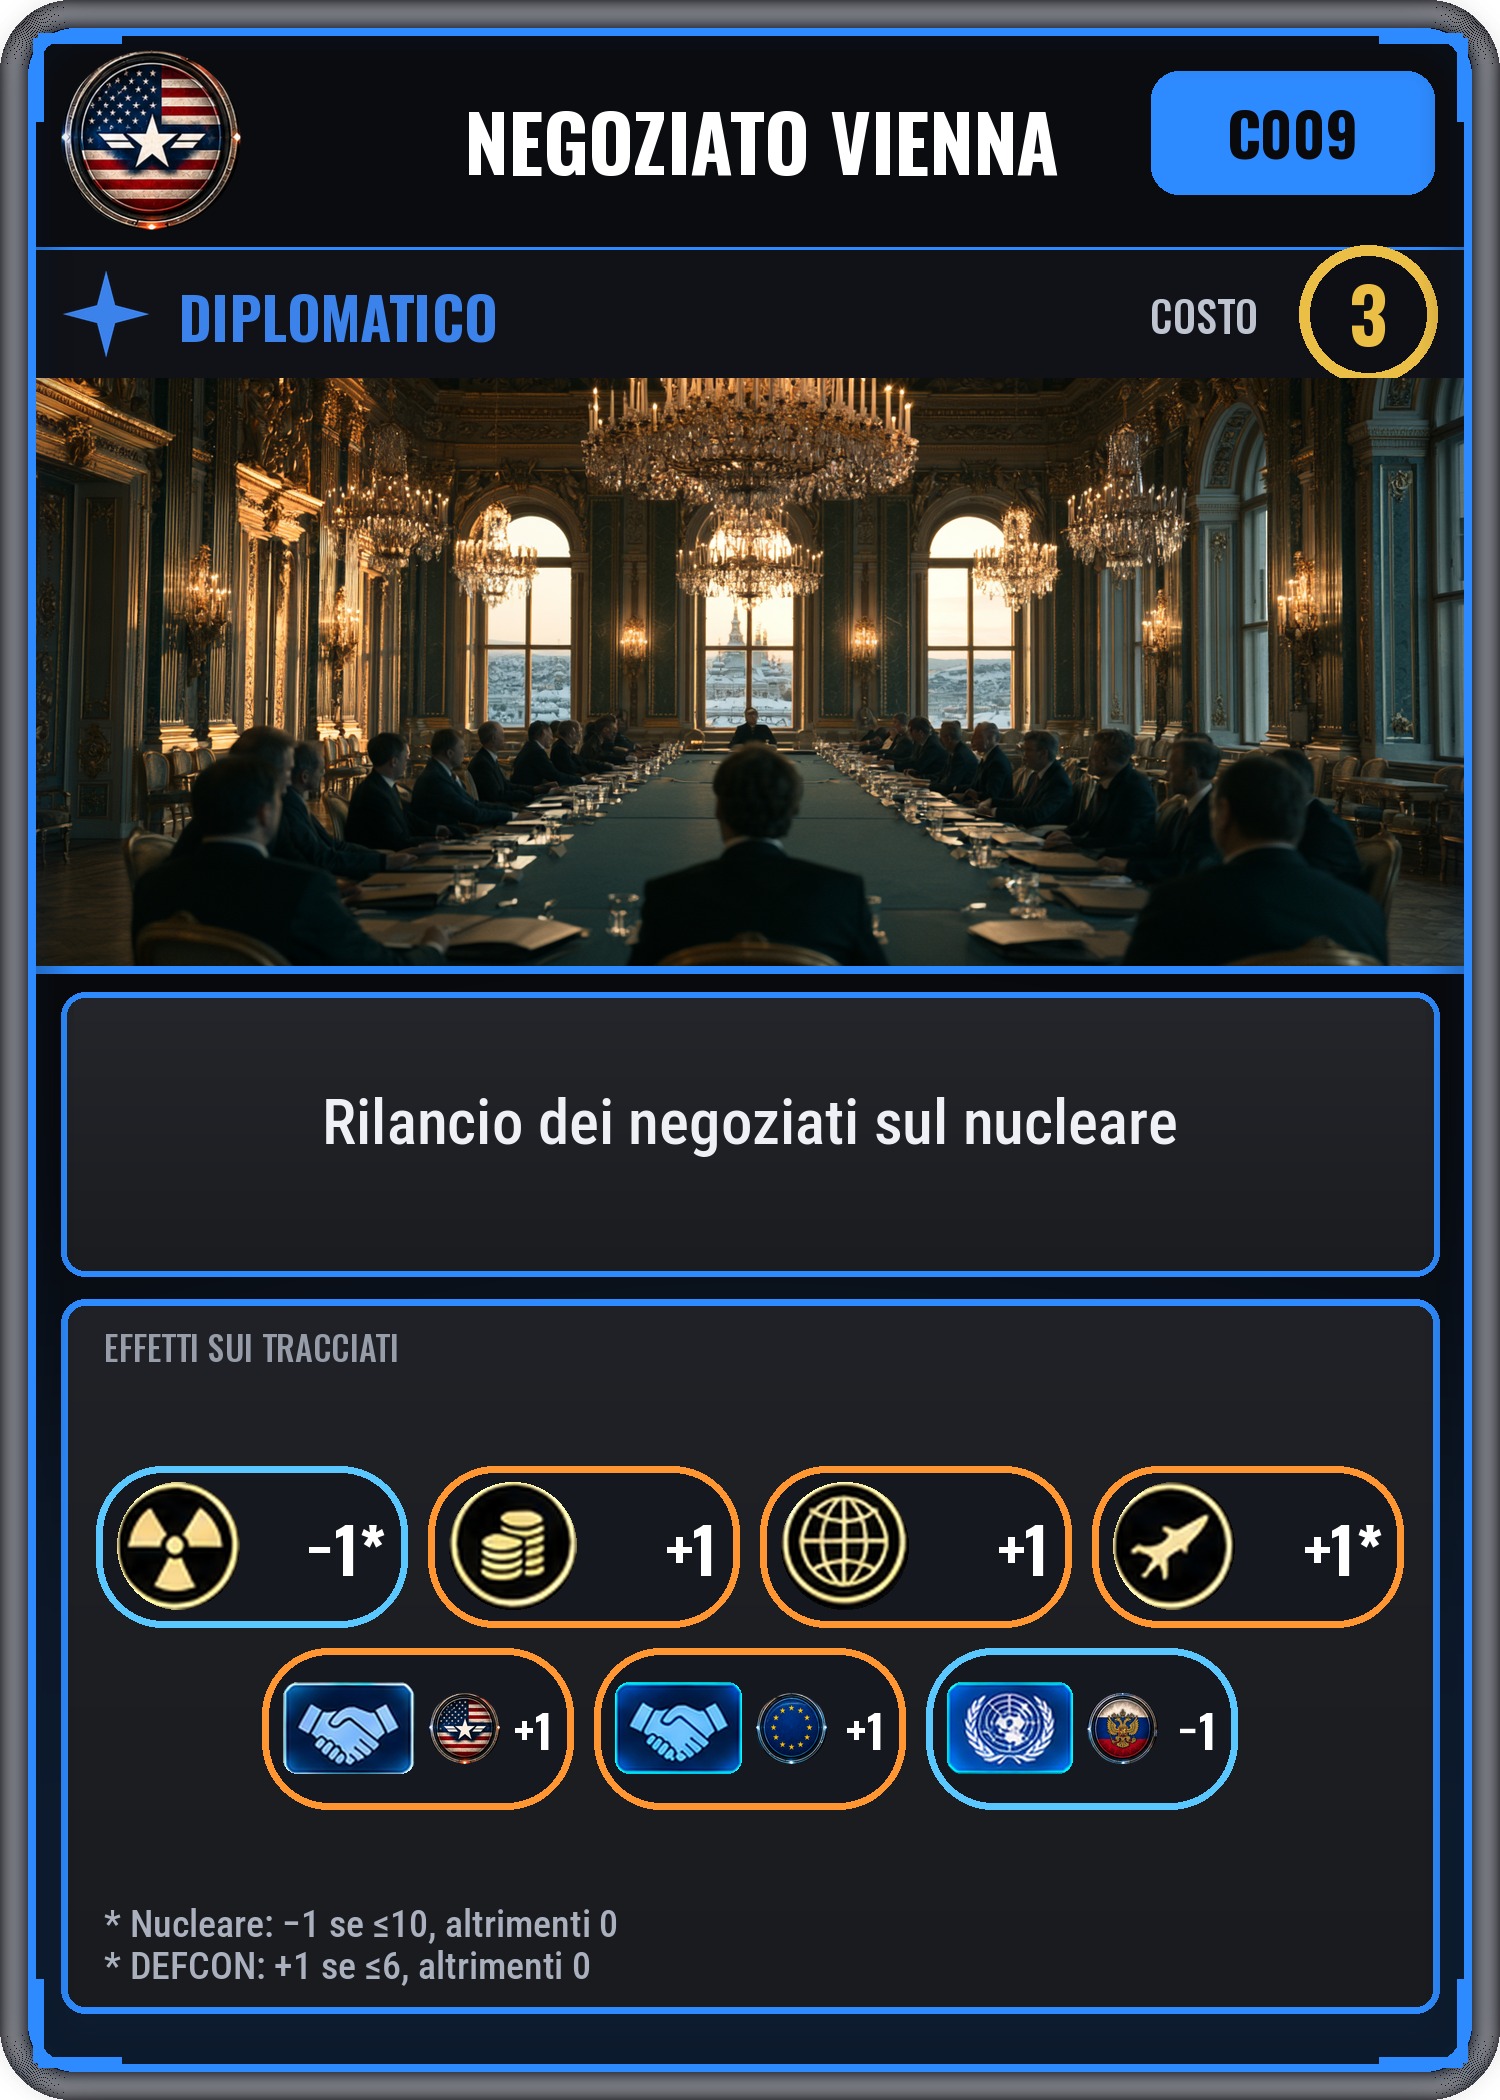 NEGOZIATO VIENNA
C009
DIPLOMATICO
COSTO
3
Rilancio dei negoziati sul nucleare
EFFETTI SUI TRACCIATI
−1*
+1
+1
+1*
+1
+1
−1
* Nucleare: −1 se ≤10, altrimenti 0
* DEFCON: +1 se ≤6, altrimenti 0